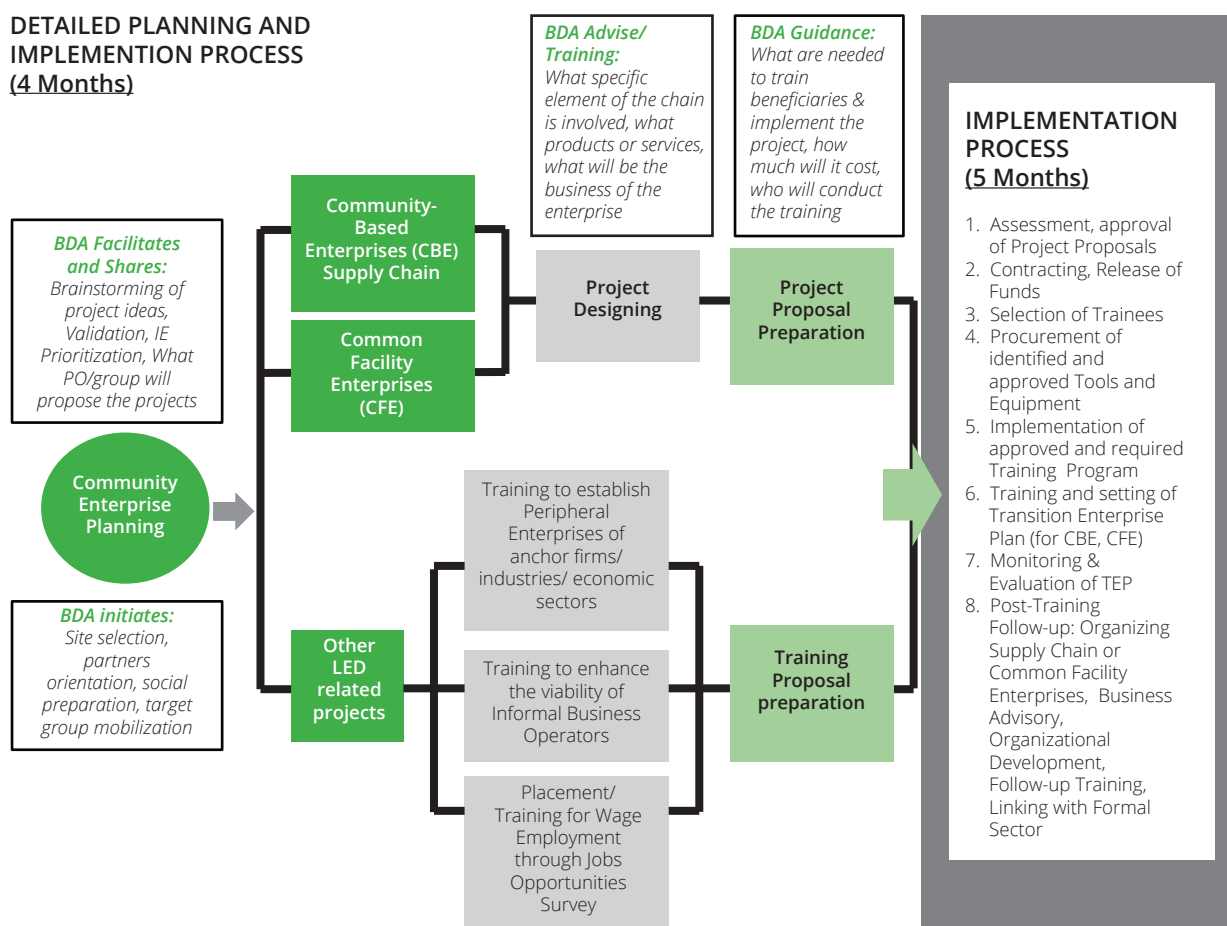 DETAILED PLANNING AND
IMPLEMENTION PROCESS
(4 Months)
BDA Facilitates
and Shares:
Brainstorming of
project ideas,
Validation, IE
Prioritization, What
PO/group will
propose the projects
Community
Enterprise
Planning
BDA initiates:
Site selection,
partners
orientation, social
preparation, target
group mobilization
Community-
Based
Enterprises (CBE)
Supply Chain
Common
Facility
Enterprises
(CFE)
Other
LED
related
projects
BDA Advise/
Training:
What specific
element of the chain
is involved, what
products or services,
what will be the
business of the
enterprise
Project
Designing
Training to establish
Peripheral
Enterprises of
anchor firms/
industries/ economic
sectors
Training to enhance
the viability of
Informal Business
Operators
Placement/
Training for Wage
Employment
through Jobs
Opportunities
Survey
BDA Guidance:
What are needed
to train
beneficiaries &
implement the
project, how
much will it cost,
who will conduct
the training
Project
Proposal
Preparation
Training
Proposal
preparation
IMPLEMENTATION
PROCESS
(5 Months)
1. Assessment, approval
of Project Proposals
2. Contracting, Release of
Funds
3. Selection of Trainees
4. Procurement of
identified and
approved Tools and
Equipment
5. Implementation of
approved and required
Training Program
6. Training and setting of
Transition Enterprise
Plan (for CBE, CFE)
7. Monitoring &
Evaluation of TEP
8. Post-Training
Follow-up: Organizing
Supply Chain or
Common Facility
Enterprises, Business
Advisory,
Organizational
Development,
Follow-up Training,
Linking with Formal
Sector